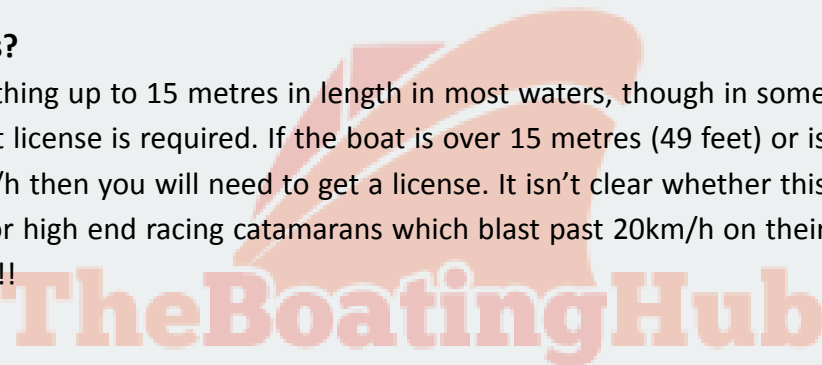 s?
thing up to 15 metres in length in most waters, though in some
t license is required. If the boat is over 15 metres (49 feet) or is
/h then you will need to get a license. It isn’t clear whether this
or high end racing catamarans which blast past 20km/h on their
!!
TheBoatingHub